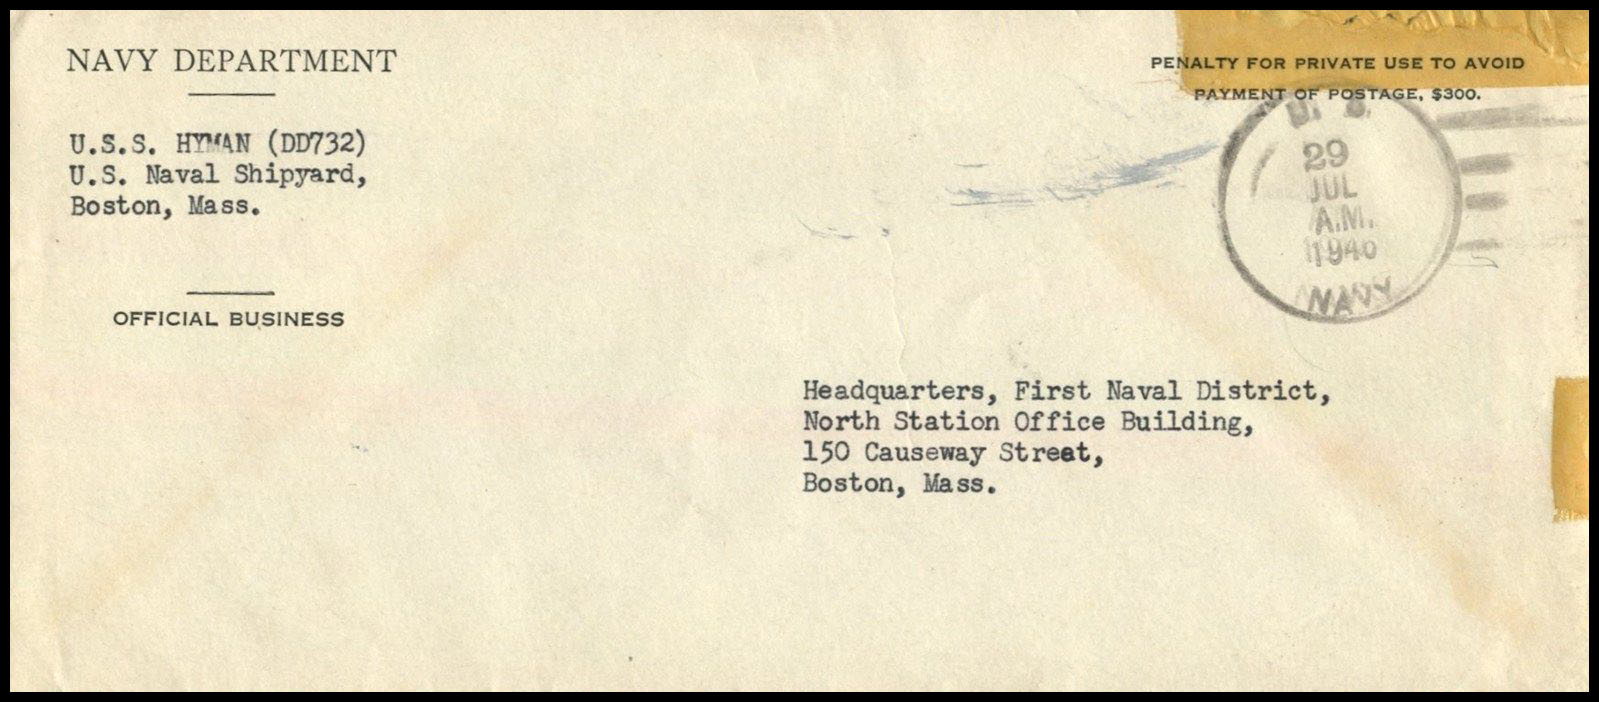 NAVY DEPARTMENT
U.S.S. HYMAN (DD732)
U.S. Naval Shipyard,
Boston, Mass.
OFFICIAL BUSINESS
PENALTY FOR PRIVATE USE TO AVOID
PAYMENT OF POSTAGE, $300.
U. S.
29
JUL
A.M.
1946
NAVY
Headquarters, First Naval District,
North Station Office Building,
150 Causeway Street,
Boston, Mass.